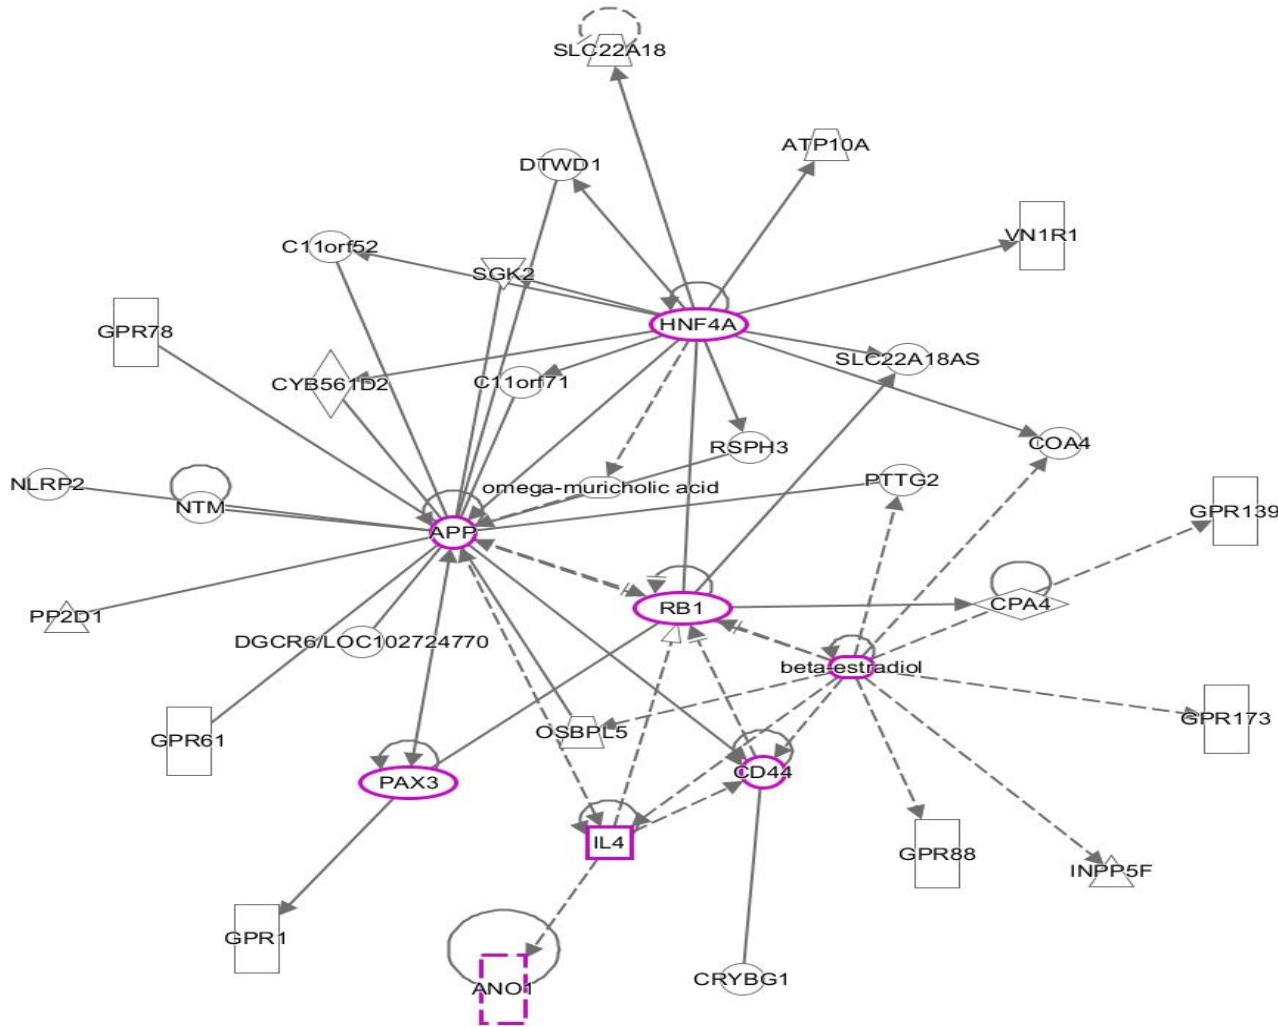 SLC22A18
ATP10A
DTWD1
VN1R1
C11orf52
SGK2
HNF4A
GPR78
SLC22A18AS
CYB561D2
C11orf71
RSPH3
COA4
NLRP2
omega-muricholic acid
PTTG2
NTM
GPR139
APP
RB1
CPA4
PP2D1
DGCR6/LOC102724770
beta-estradiol
GPR173
OSBPL5
GPR61
CD44
PAX3
IL4
GPR88
INPP5F
GPR1
CRYBG1
ANO1